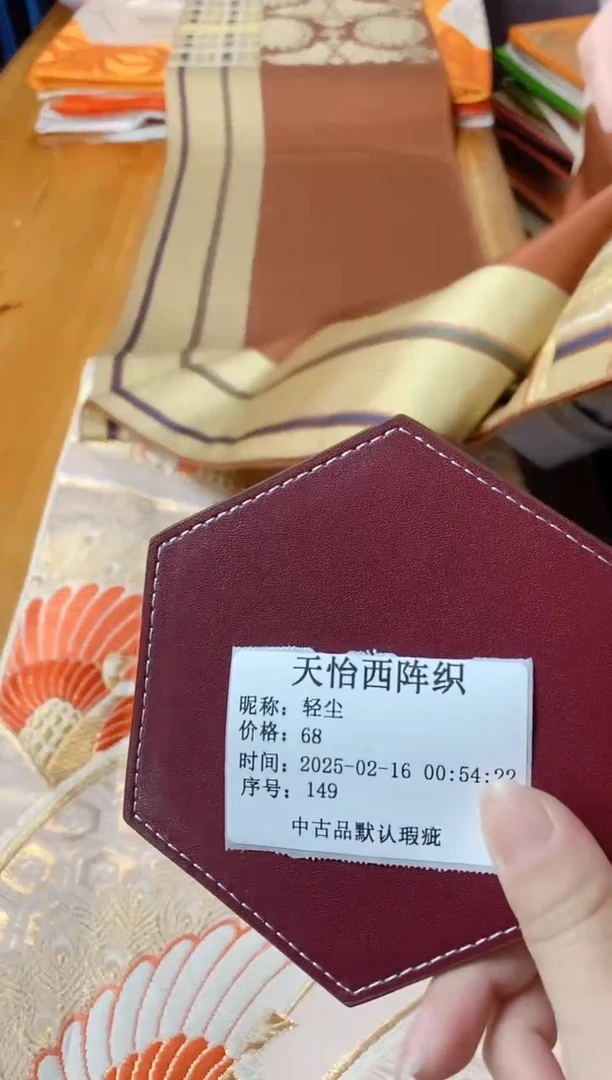 天怡西阵织
昵称：轻尘
价格：68
时间：2025-02-16 00:54:22
序号：149
中古品默认瑕疵